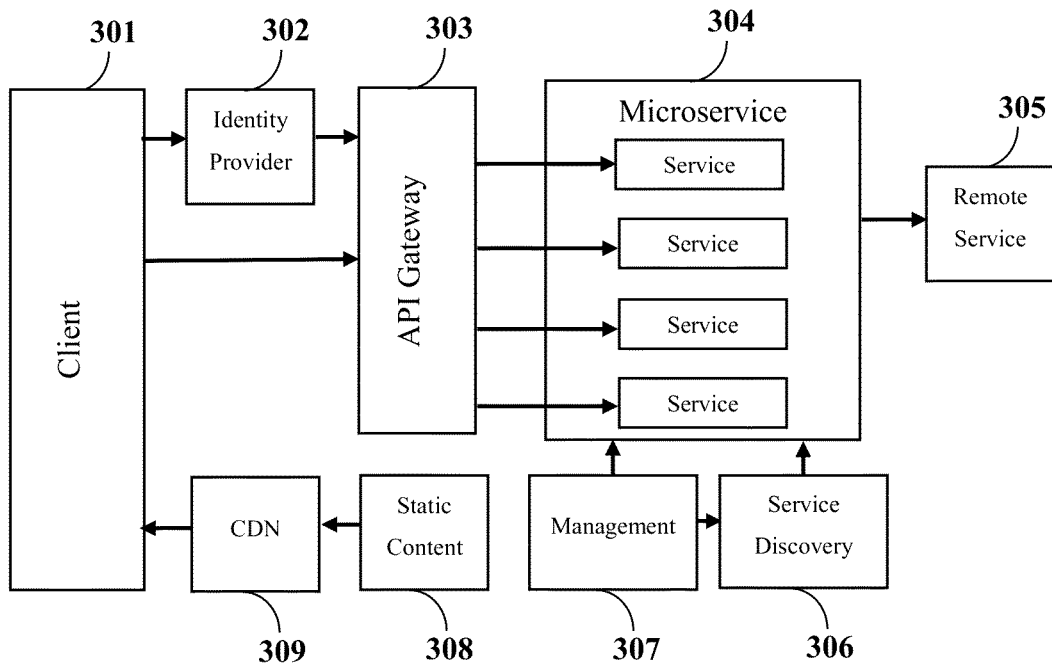 301
302
303
304
305
Client
Identity
Provider
API Gateway
Microservice
Service
Service
Service
Service
Remote
Service
CDN
Static
Content
Management
Service
Discovery
309
308
307
306